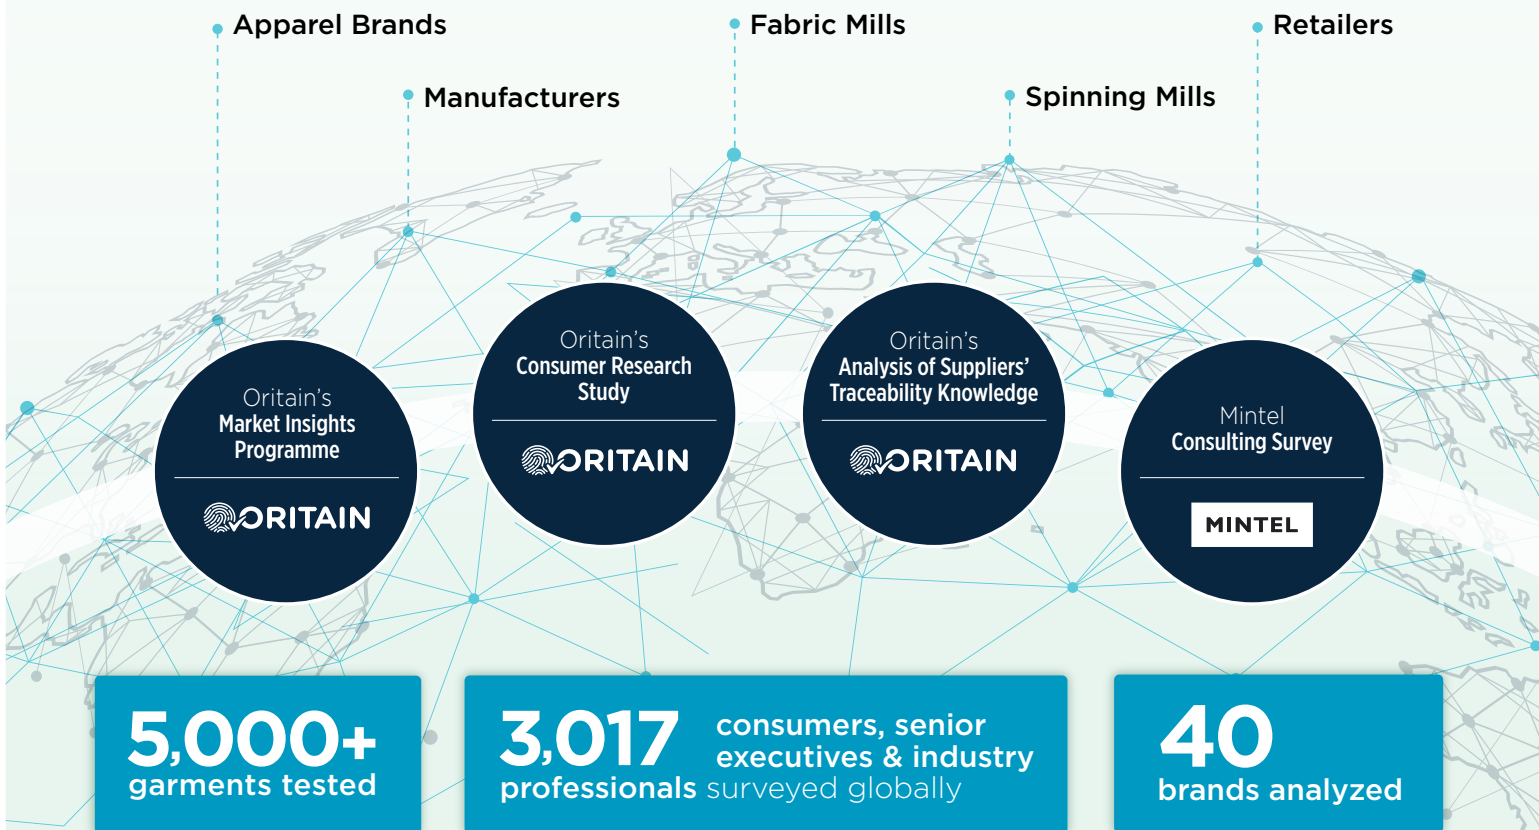 Apparel Brands
Fabric Mills
Retailers
Manufacturers
Spinning Mills
Oritain’s
Market Insights
Programme
ORITAIN
Oritain’s
Consumer Research
Study
ORITAIN
Oritain’s
Analysis of Suppliers’
Traceability Knowledge
ORITAIN
Mintel
Consulting Survey
MINTEL
5,000+
garments tested
3,017 consumers, senior
executives & industry
professionals surveyed globally
40
brands analyzed